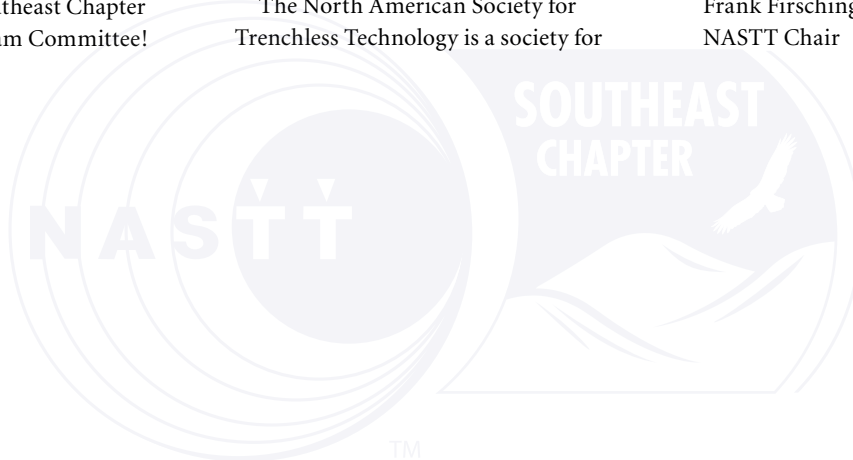 theast Chapter
am Committee!
The North American Society for
Trenchless Technology is a society for
Frank Firsching
NASTT Chair
SOUTHEAST
CHAPTER
NASTT
TM